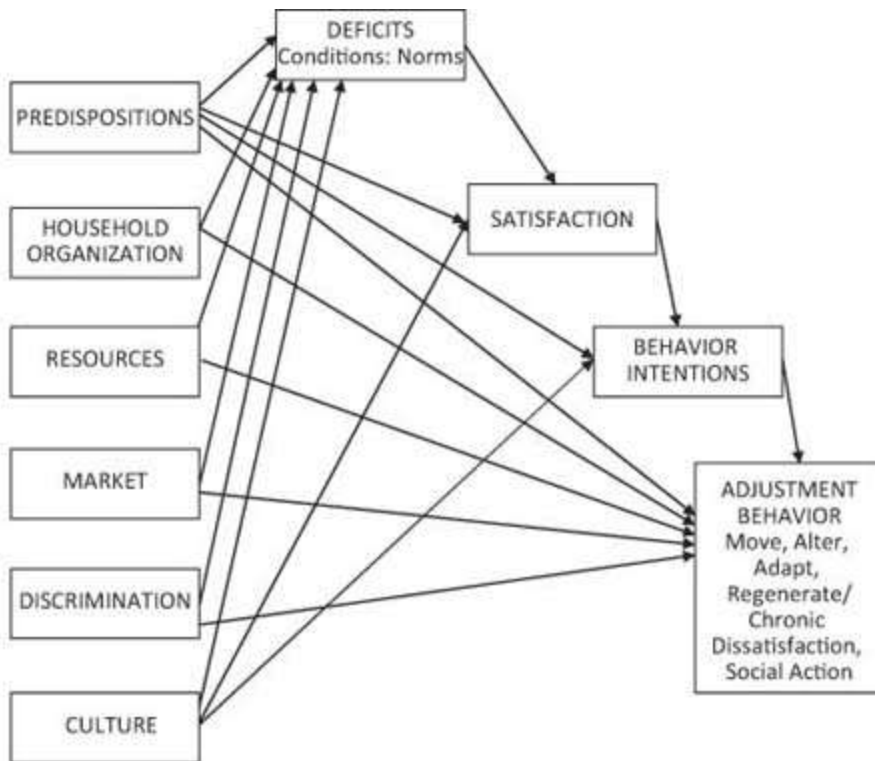 DEFICITS
Conditions: Norms
PREDISPOSITIONS
HOUSEHOLD
ORGANIZATION
SATISFACTION
RESOURCES
BEHAVIOR
INTENTIONS
MARKET
ADJUSTMENT
BEHAVIOR
Move, Alter,
Adapt,
Regenerate/
Chronic
Dissatisfaction,
Social Action
DISCRIMINATION
CULTURE